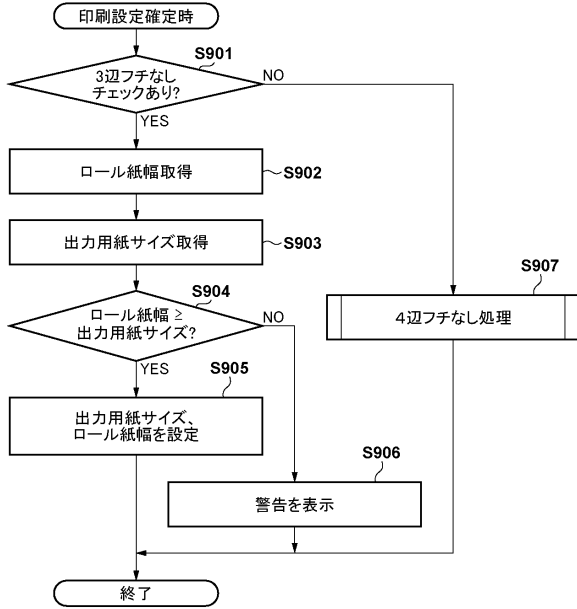 印刷設定確定時
S901
3辺フチなし
チェックあり?
NO
YES
ロール紙幅取得
S902
出力用紙サイズ取得
S903
S904
ロール紙幅 ≥
出力用紙サイズ?
NO
YES
S907
4辺フチなし処理
S905
出力用紙サイズ、
ロール紙幅を設定
S906
警告を表示
終了